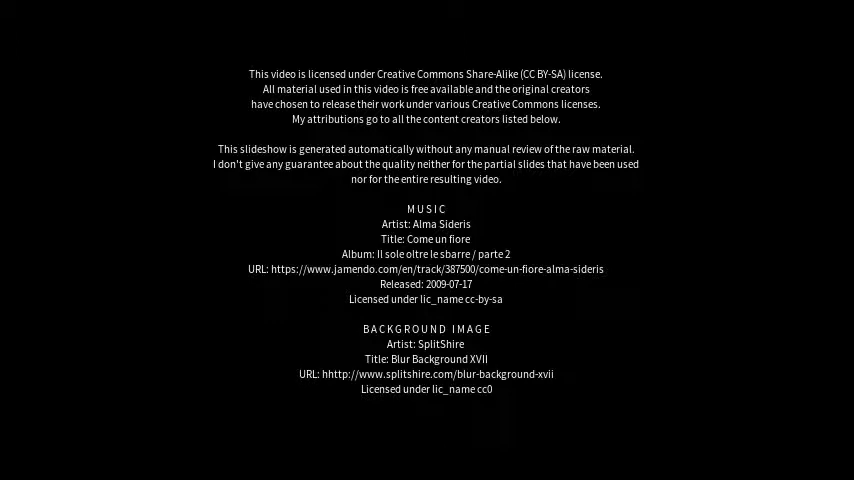 This video is licensed under Creative Commons Share-Alike (CC BY-SA) license.
All material used in this video is free available and the original creators
have chosen to release their work under various Creative Commons licenses.
My attributions go to all the content creators listed below.
This slideshow is generated automatically without any manual review of the raw material.
I don't give any guarantee about the quality neither for the partial slides that have been used
nor for the entire resulting video.
MUSIC
Artist: Alma Sideris
Title: Come un fiore
Album: Il sole oltre le sbarre / parte 2
URL: https://www.jamendo.com/en/track/387500/come-un-fiore-alma-sideris
Released: 2009-07-17
Licensed under lic_name cc-by-sa
BACKGROUND IMAGE
Artist: SplitShire
Title: Blur Background XVII
URL: hhttp://www.splitshire.com/blur-background-xvii
Licensed under lic_name cc0